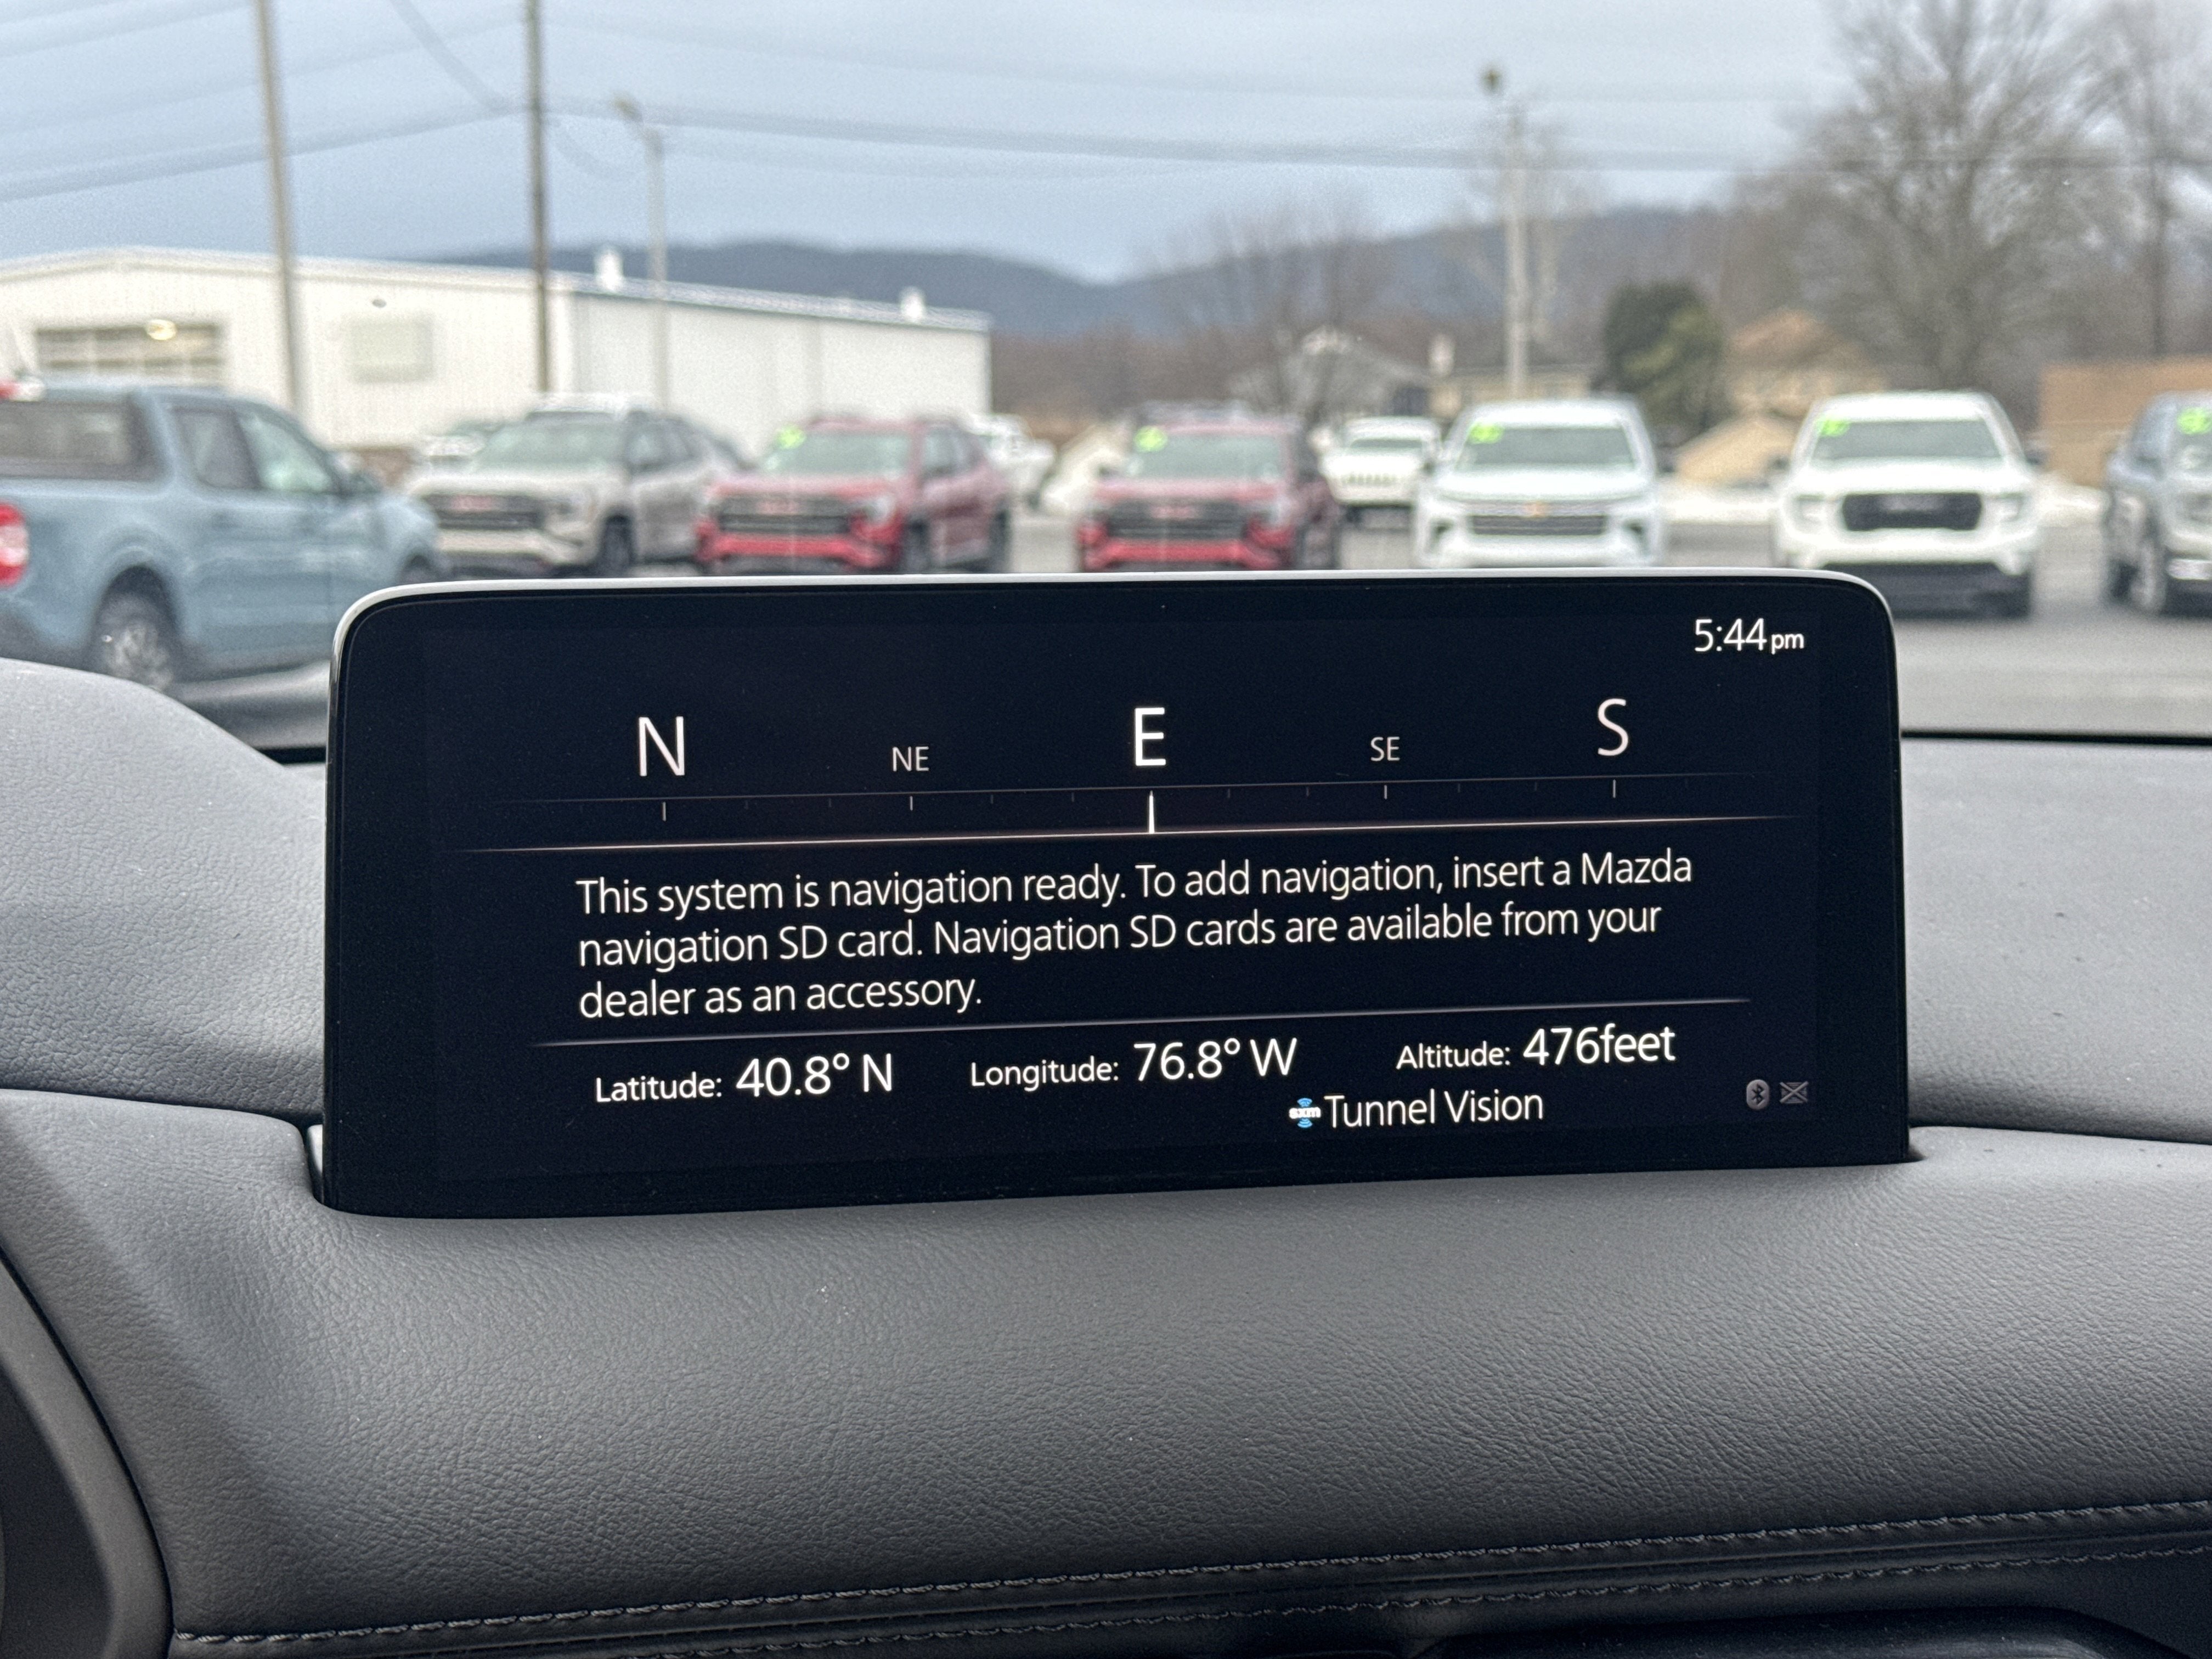 5:44pm
N NE E SE S
This system is navigation ready. To add navigation, insert a Mazda
navigation SD card. Navigation SD cards are available from your
dealer as an accessory.
Latitude: 40.8° N Longitude: 76.8° W Altitude: 476feet
sxm Tunnel Vision